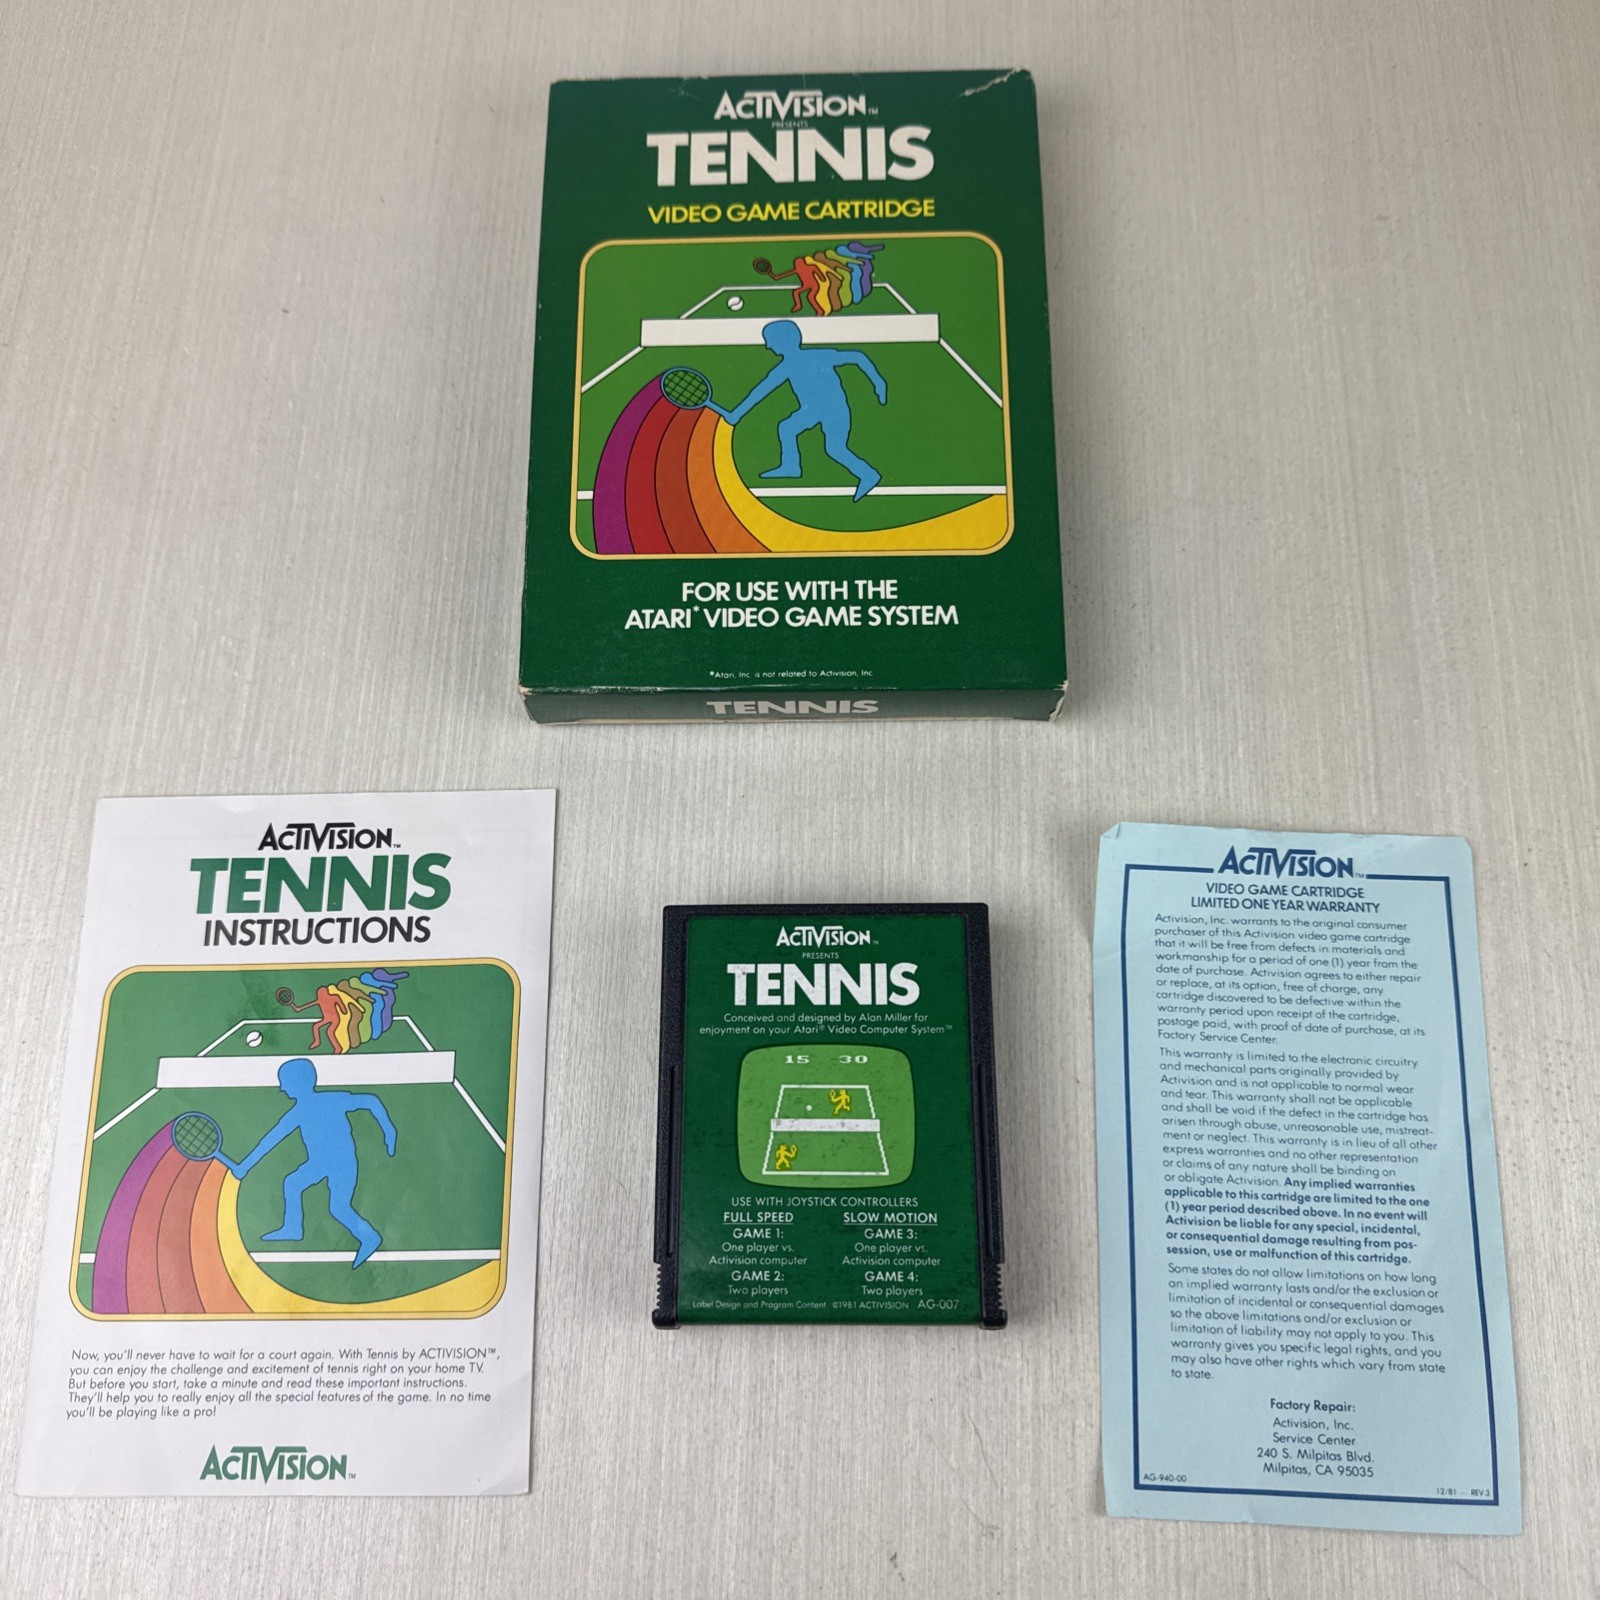 ACTIVISION™
PRESENTS
TENNIS
VIDEO GAME CARTRIDGE
FOR USE WITH THE
ATARI* VIDEO GAME SYSTEM
*Atari, Inc. is not related to Activision, Inc.
TENNIS
ACTIVISION™
TENNIS
INSTRUCTIONS
Now, you'll never have to wait for a court again. With Tennis by ACTIVISION™,
you can enjoy the challenge and excitement of tennis right on your home TV.
But before you start, take a minute and read these important instructions.
They'll help you to really enjoy all the special features of the game. In no time
you'll be playing like a pro!
ACTIVISION™
ACTIVISION™
PRESENTS
TENNIS
Conceived and designed by Alan Miller for
enjoyment on your Atari® Video Computer System™
15 30
USE WITH JOYSTICK CONTROLLERS
FULL SPEED SLOW MOTION
GAME 1: GAME 3:
One player vs. One player vs.
Activision computer Activision computer
GAME 2: GAME 4:
Two players Two players
Label Design and Program Content ©1981 ACTIVISION AG-007
ACTIVISION™
VIDEO GAME CARTRIDGE
LIMITED ONE YEAR WARRANTY
Activision, Inc. warrants to the original consumer
purchaser of this Activision video game cartridge
that it will be free from defects in materials and
workmanship for a period of one (1) year from the
date of purchase. Activision agrees to either repair
or replace, at its option, free of charge, any
cartridge discovered to be defective within the
warranty period upon receipt of the cartridge,
postage paid, with proof of date of purchase, at its
Factory Service Center.
This warranty is limited to the electronic circuitry
and mechanical parts originally provided by
Activision and is not applicable to normal wear
and tear. This warranty shall not be applicable
and shall be void if the defect in the cartridge has
arisen through abuse, unreasonable use, mistreat-
ment or neglect. This warranty is in lieu of all other
express warranties and no other representation
or claims of any nature shall be binding on
or obligate Activision. Any implied warranties
applicable to this cartridge are limited to the one
(1) year period described above. In no event will
Activision be liable for any special, incidental,
or consequential damage resulting from pos-
session, use or malfunction of this cartridge.
Some states do not allow limitations on how long
an implied warranty lasts and/or the exclusion or
limitation of incidental or consequential damages
so the above limitations and/or exclusion or
limitation of liability may not apply to you. This
warranty gives you specific legal rights, and you
may also have other rights which vary from state
to state.
Factory Repair:
Activision, Inc.
Service Center
240 S. Milpitas Blvd.
Milpitas, CA 95035
AG-940-00
12/81 - REV.3